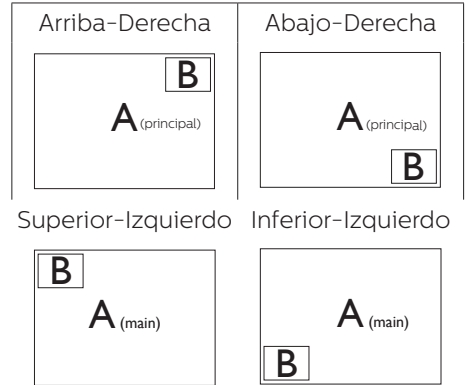 Arriba-Derecha Abajo-Derecha
B
A (principal) A (principal)
B
Superior-Izquierdo Inferior-Izquierdo
B
A (main) A (main)
B